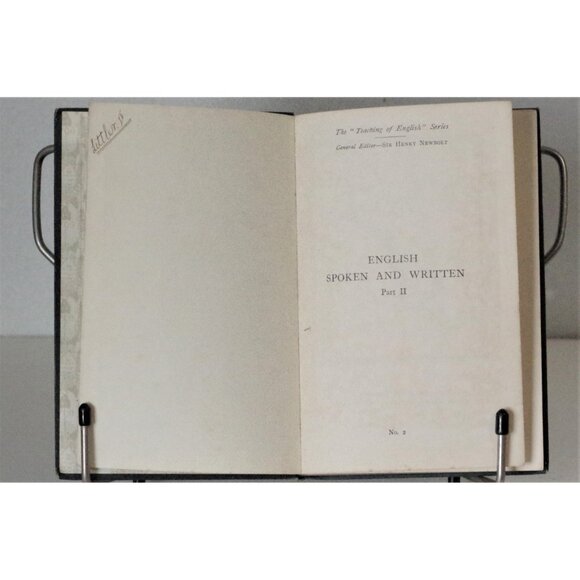 The "Teaching of English" Series
General Editor—Sir Henry Newbolt
ENGLISH
SPOKEN AND WRITTEN
Part II
No. 2